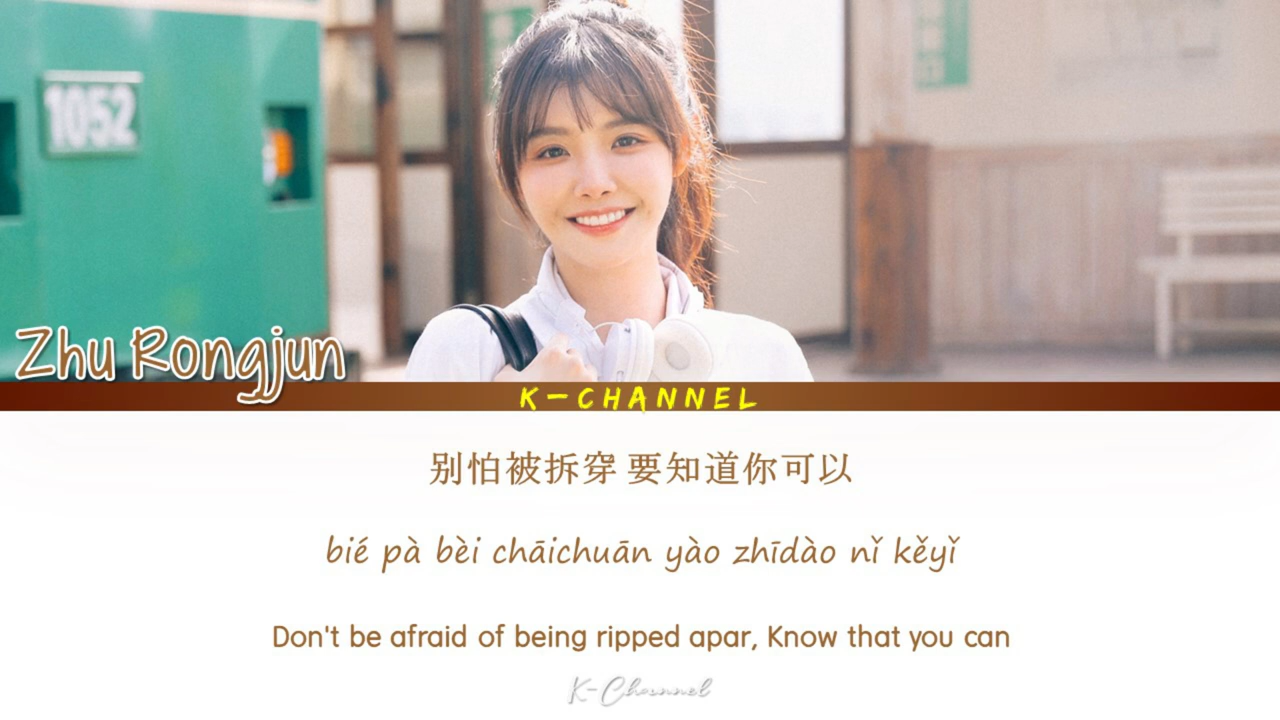 1052
Zhu Rongjun
K-CHANNEL
别怕被拆穿 要知道你可以
bié pà bèi chāichuān yào zhīdào nǐ kěyǐ
Don't be afraid of being ripped apar, Know that you can
K-Channel